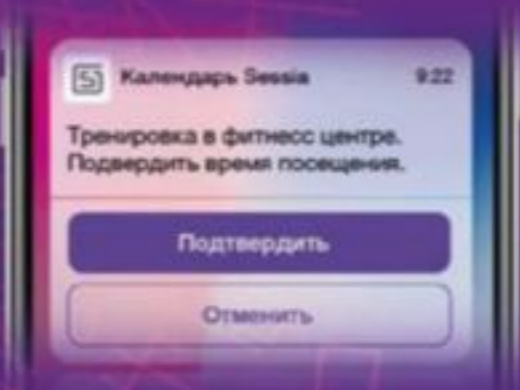 Календарь Sessia 9:22
Тренировка в фитнесс центре.
Подвердить время посещения.
Подтвердить
Отменить